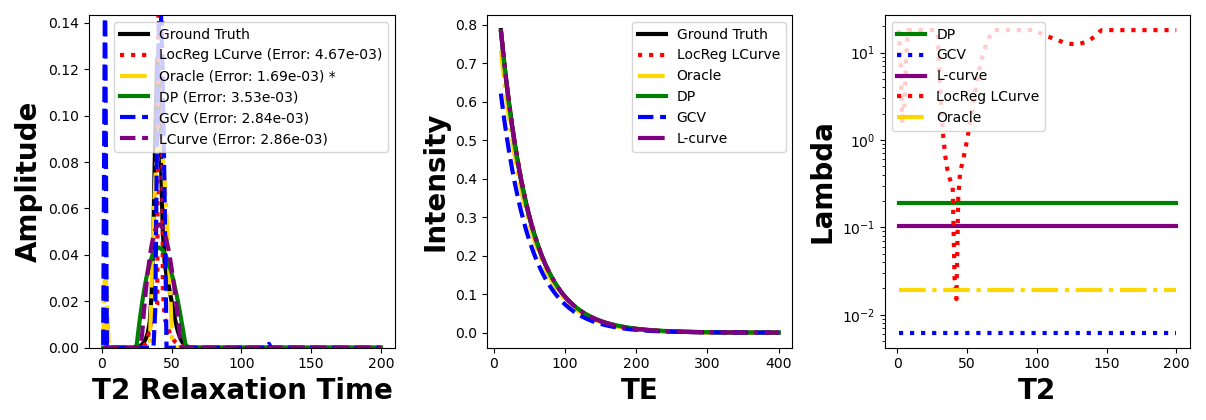 0.14
0.12
0.10
0.08
0.06
0.04
0.02
0.00
Amplitude
Ground Truth
LocReg LCurve (Error: 4.67e-03)
Oracle (Error: 1.69e-03) *
DP (Error: 3.53e-03)
GCV (Error: 2.84e-03)
LCurve (Error: 2.86e-03)
0 50 100 150 200
T2 Relaxation Time
0.8
0.7
0.6
0.5
0.4
0.3
0.2
0.1
0.0
Intensity
Ground Truth
LocReg LCurve
Oracle
DP
GCV
L-curve
0 100 200 300 400
TE
10¹
10⁰
10⁻¹
10⁻²
Lambda
DP
GCV
L-curve
LocReg LCurve
Oracle
0 50 100 150 200
T2